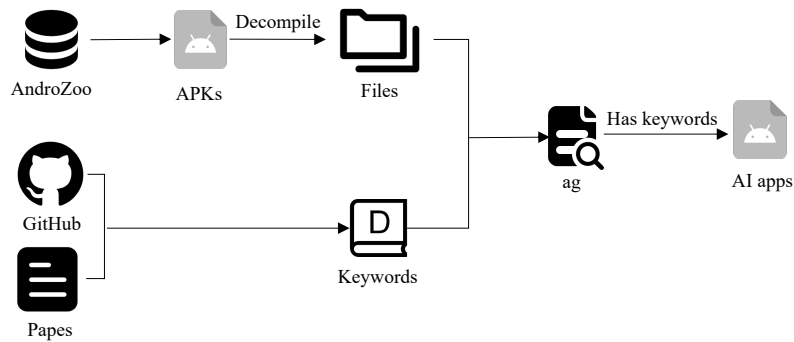 Decompile
AndroZoo
APKs
Files
Has keywords
ag
AI apps
GitHub
D
Keywords
Papes